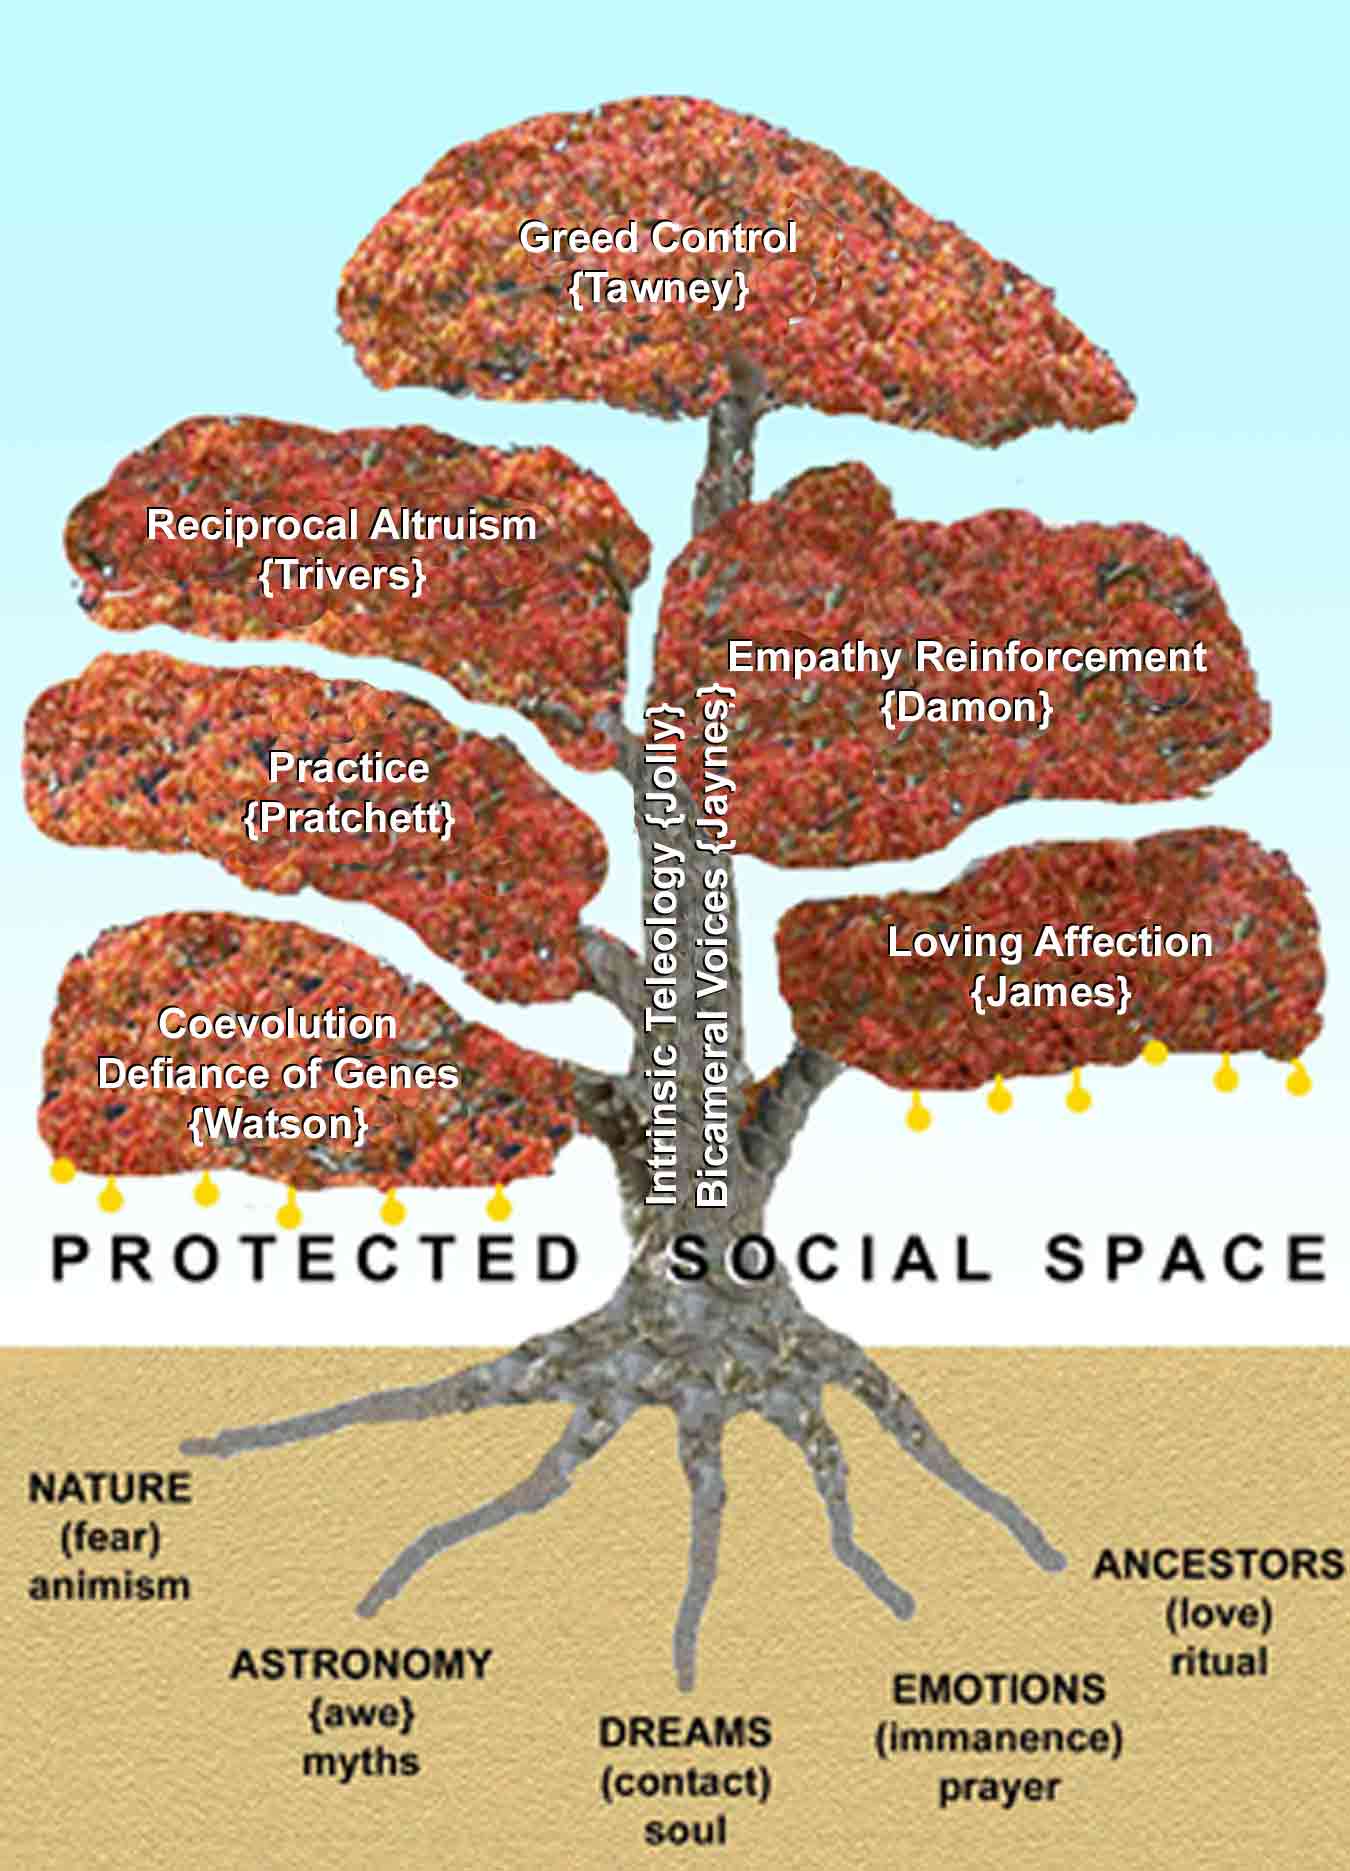 Greed Control
{Tawney}
Reciprocal Altruism
{Trivers}
Empathy Reinforcement
{Damon}
Practice
{Pratchett}
Loving Affection
{James}
Coevolution
Defiance of Genes
{Watson}
Intrinsic Teleology {Jolly}
Bicameral Voices {Jaynes}
PROTECTED SOCIAL SPACE
NATURE
(fear)
animism
ASTRONOMY
{awe}
myths
DREAMS
(contact)
soul
EMOTIONS
(immanence)
prayer
ANCESTORS
(love)
ritual